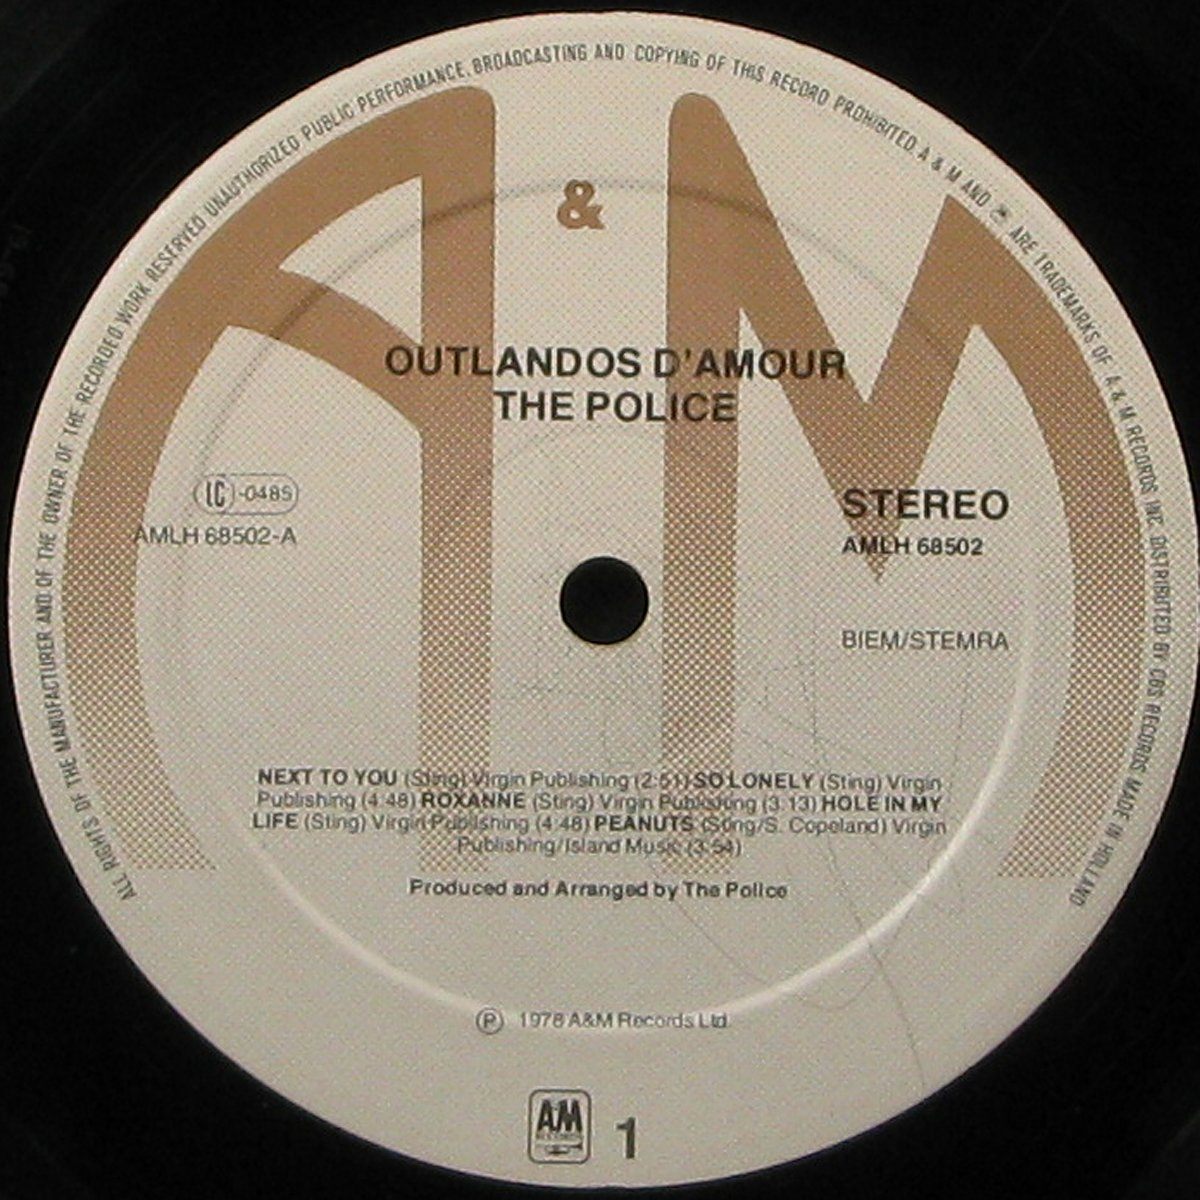 ALL RIGHTS OF THE MANUFACTURER AND OF THE OWNER OF THE RECORDED WORK RESERVED UNAUTHORIZED PUBLIC PERFORMANCE, BROADCASTING AND COPYING OF THIS RECORD PROHIBITED. A & M AND ARE TRADEMARKS OF A & M RECORDS INC. DISTRIBUTED BY CBS RECORDS MADE IN HOLLAND
A & M
OUTLANDOS D'AMOUR
THE POLICE
LC -0485
AMLH 68502-A
STEREO
AMLH 68502
BIEM/STEMRA
NEXT TO YOU (Sting) Virgin Publishing (2:51) SO LONELY (Sting) Virgin
Publishing (4:48) ROXANNE (Sting) Virgin Publishing (3:13) HOLE IN MY
LIFE (Sting) Virgin Publishing (4:48) PEANUTS (Sting/S. Copeland) Virgin
Publishing/Island Music (3:54)
Produced and Arranged by The Police
Ⓟ 1978 A&M Records Ltd.
A&M
RECORDS
1